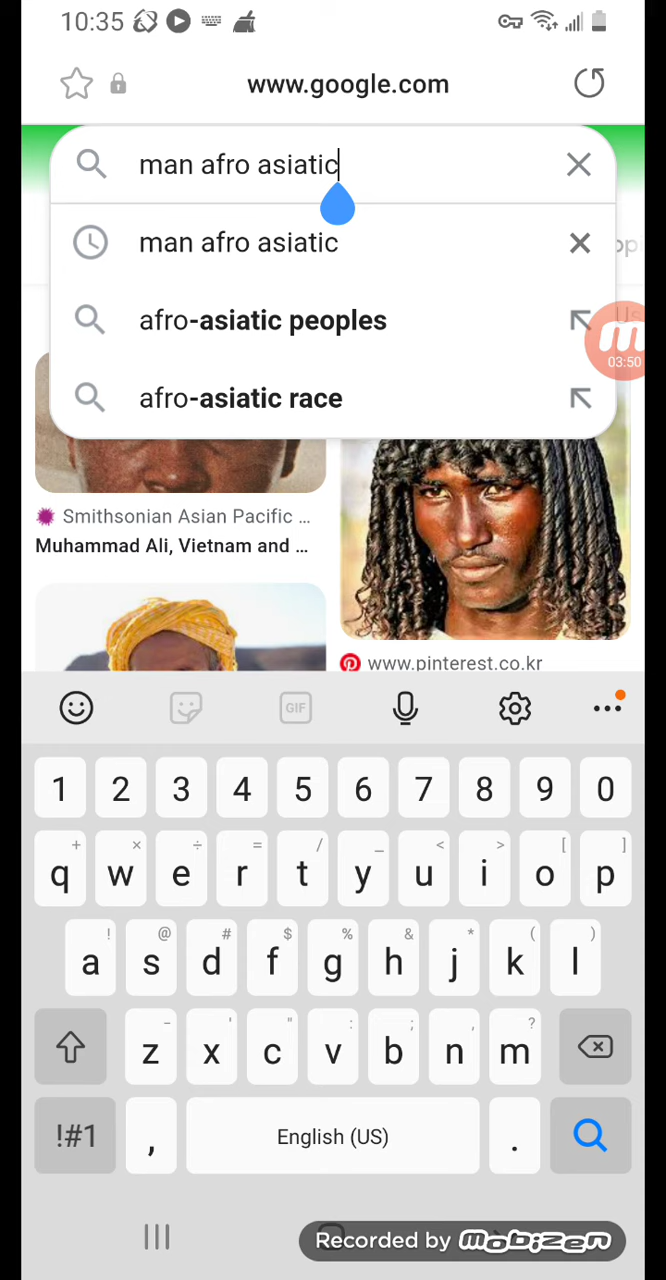 10:35
www.google.com
man afro asiatic
man afro asiatic
afro-asiatic peoples
afro-asiatic race
03:50
Smithsonian Asian Pacific ...
Muhammad Ali, Vietnam and ...
www.pinterest.co.kr
GIF
1 2 3 4 5 6 7 8 9 0
+ × ÷ = / _ < > [ ]
q w e r t y u i o p
! @ # $ % & * ( )
a s d f g h j k l
- ' " : ; , ?
z x c v b n m
!#1 , English (US) .
Recorded by mobizen